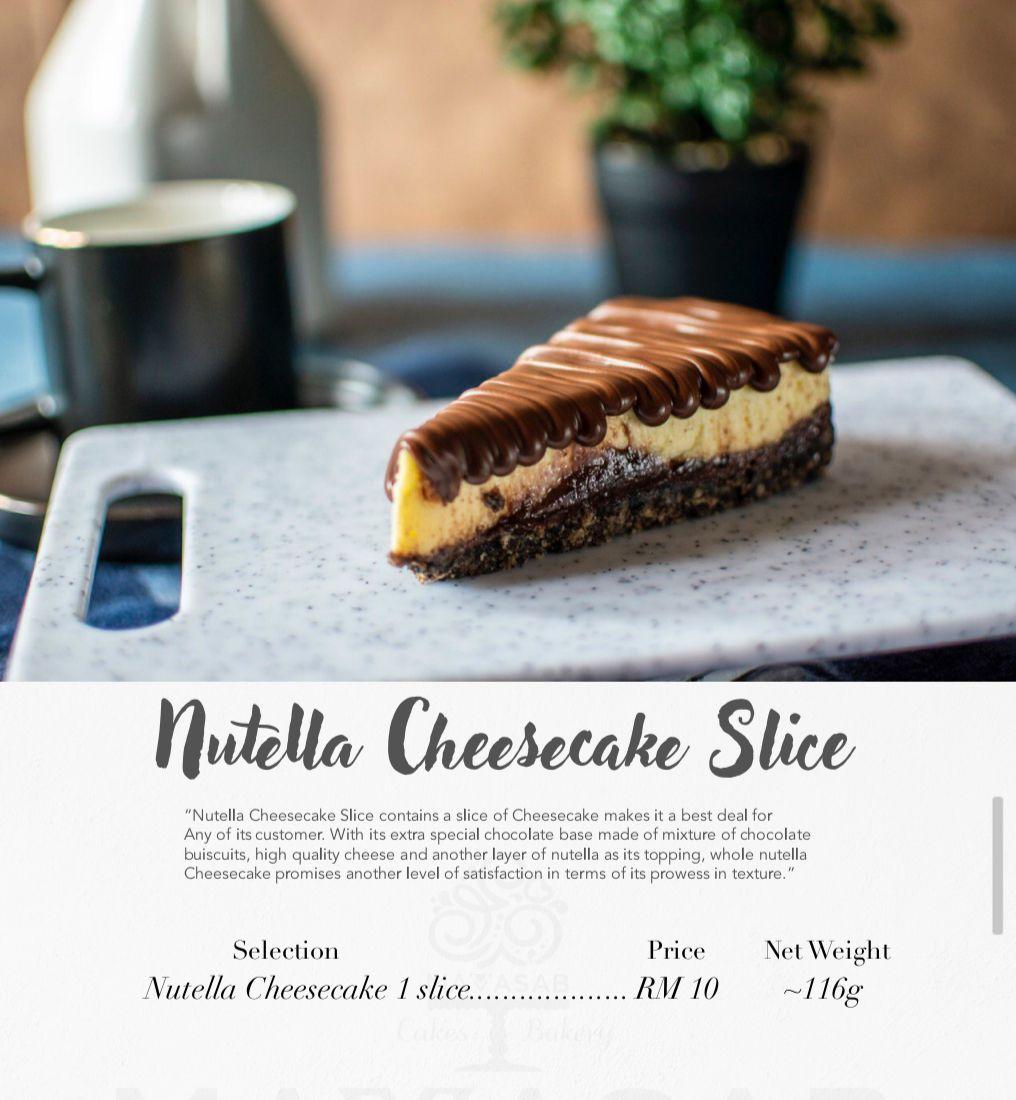 Nutella Cheesecake Slice
“Nutella Cheesecake Slice contains a slice of Cheesecake makes it a best deal for
Any of its customer. With its extra special chocolate base made of mixture of chocolate
buiscuits, high quality cheese and another layer of nutella as its topping, whole nutella
Cheesecake promises another level of satisfaction in terms of its prowess in texture.”
Selection Price Net Weight
Nutella Cheesecake 1 slice................... RM 10 ~116g
Cakes & Bakery